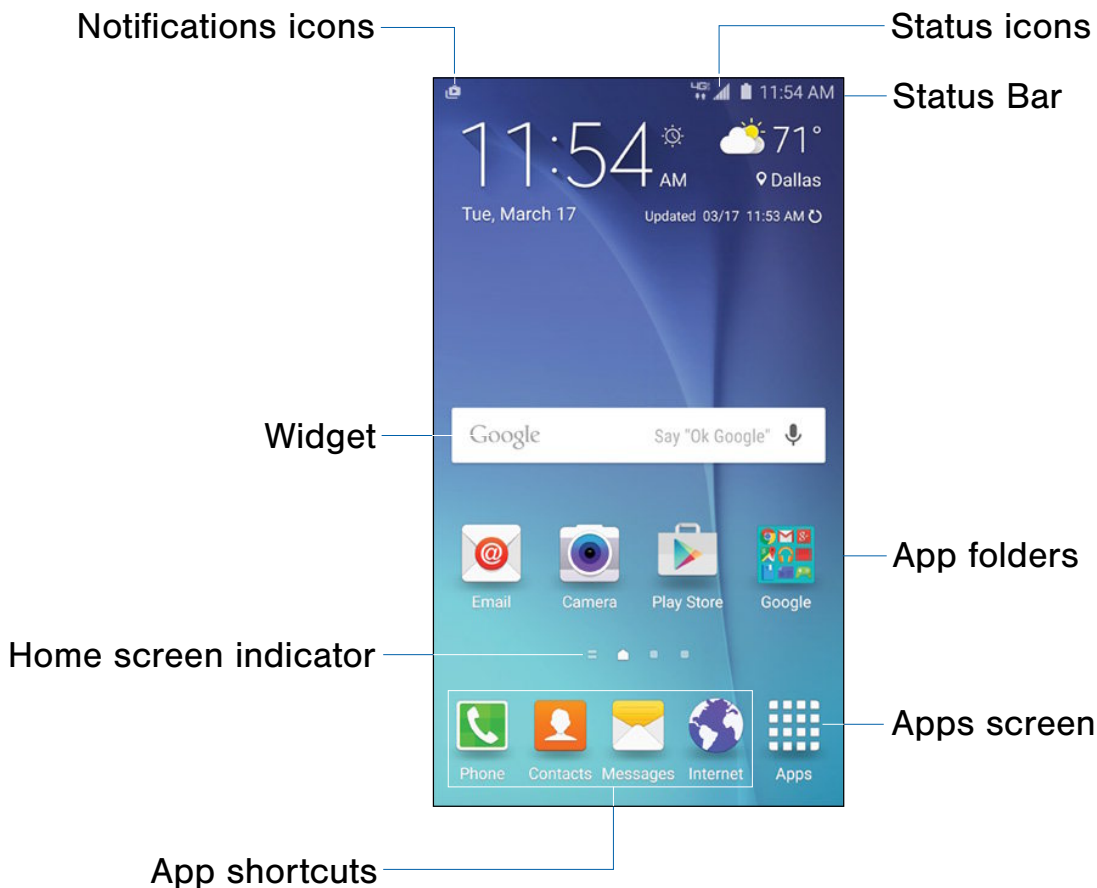 Notifications icons
Status icons
4G
11:54 AM
Status Bar
11:54
AM
71°
Dallas
Tue, March 17
Updated 03/17 11:53 AM
Widget
Google
Say "Ok Google"
@
8+
Email
Camera
Play Store
Google
App folders
Home screen indicator
Apps screen
Phone
Contacts
Messages
Internet
Apps
App shortcuts